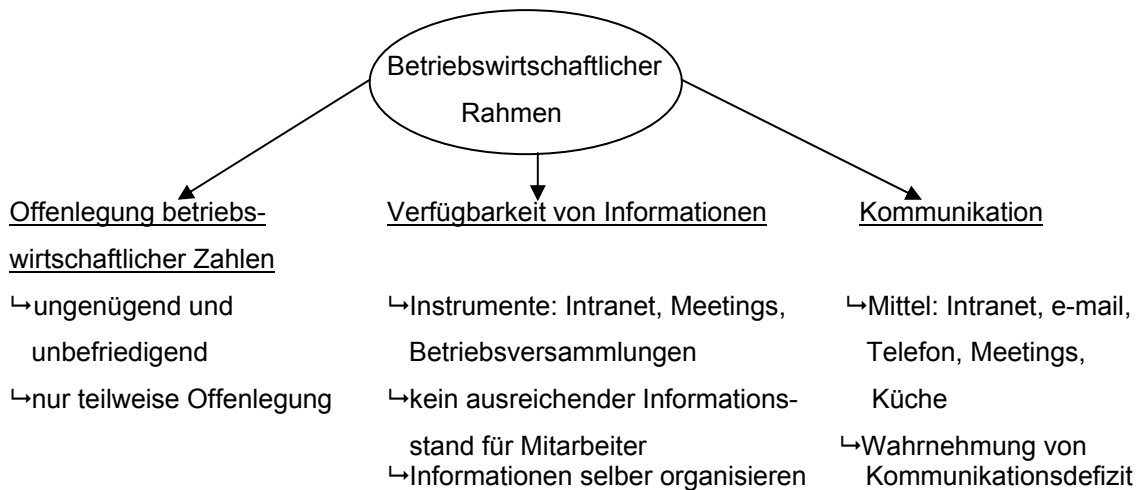 Betriebswirtschaftlicher
Rahmen
Offenlegung betriebs-
wirtschaftlicher Zahlen
↪ungenügend und
unbefriedigend
↪nur teilweise Offenlegung
Verfügbarkeit von Informationen
↪Instrumente: Intranet, Meetings,
Betriebsversammlungen
↪kein ausreichender Informations-
stand für Mitarbeiter
↪Informationen selber organisieren
Kommunikation
↪Mittel: Intranet, e-mail,
Telefon, Meetings,
Küche
↪Wahrnehmung von
Kommunikationsdefizit